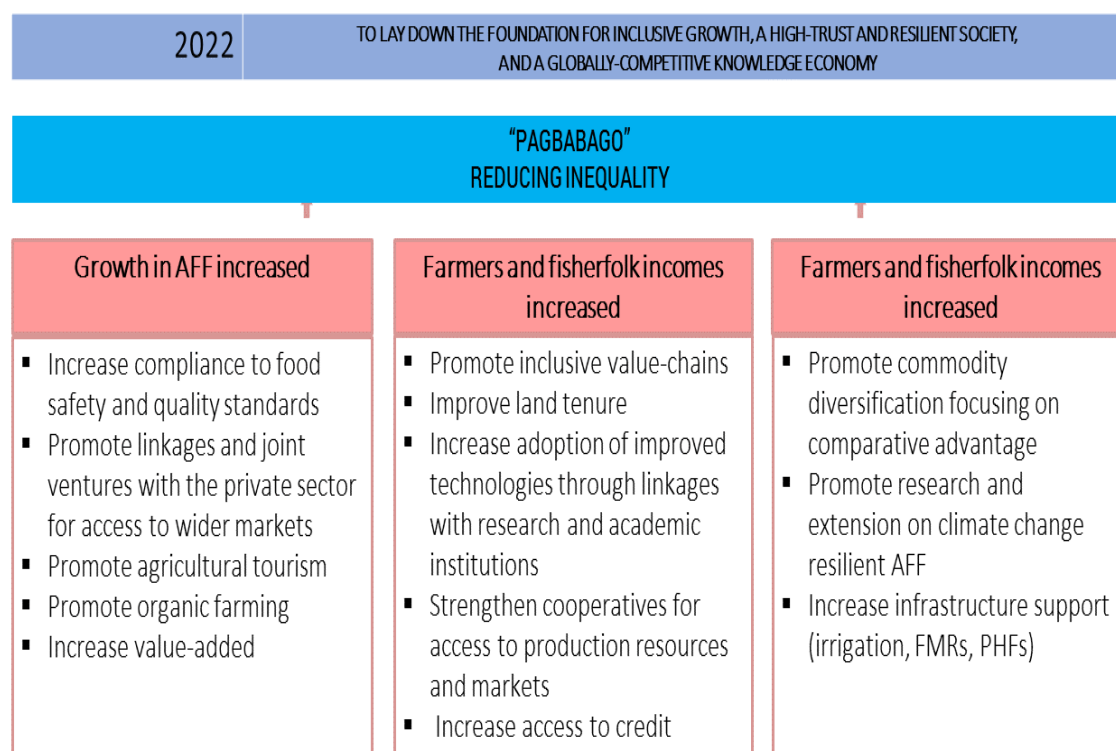 2022
TO LAY DOWN THE FOUNDATION FOR INCLUSIVE GROWTH, A HIGH-TRUST AND RESILIENT SOCIETY,
AND A GLOBALLY-COMPETITIVE KNOWLEDGE ECONOMY
“PAGBABAGO”
REDUCING INEQUALITY
Growth in AFF increased
▪ Increase compliance to food
safety and quality standards
▪ Promote linkages and joint
ventures with the private sector
for access to wider markets
▪ Promote agricultural tourism
▪ Promote organic farming
▪ Increase value-added
Farmers and fisherfolk incomes
increased
▪ Promote inclusive value-chains
▪ Improve land tenure
▪ Increase adoption of improved
technologies through linkages
with research and academic
institutions
▪ Strengthen cooperatives for
access to production resources
and markets
▪ Increase access to credit
Farmers and fisherfolk incomes
increased
▪ Promote commodity
diversification focusing on
comparative advantage
▪ Promote research and
extension on climate change
resilient AFF
▪ Increase infrastructure support
(irrigation, FMRs, PHFs)